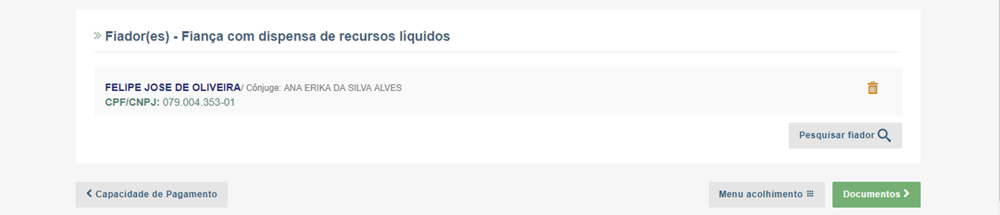 Fiador(es) - Fiança com dispensa de recursos líquidos
FELIPE JOSE DE OLIVEIRA/ Cônjuge: ANA ERIKA DA SILVA ALVES
CPF/CNPJ: 079.004.353-01
Pesquisar fiador
Capacidade de Pagamento
Menu acolhimento
Documentos